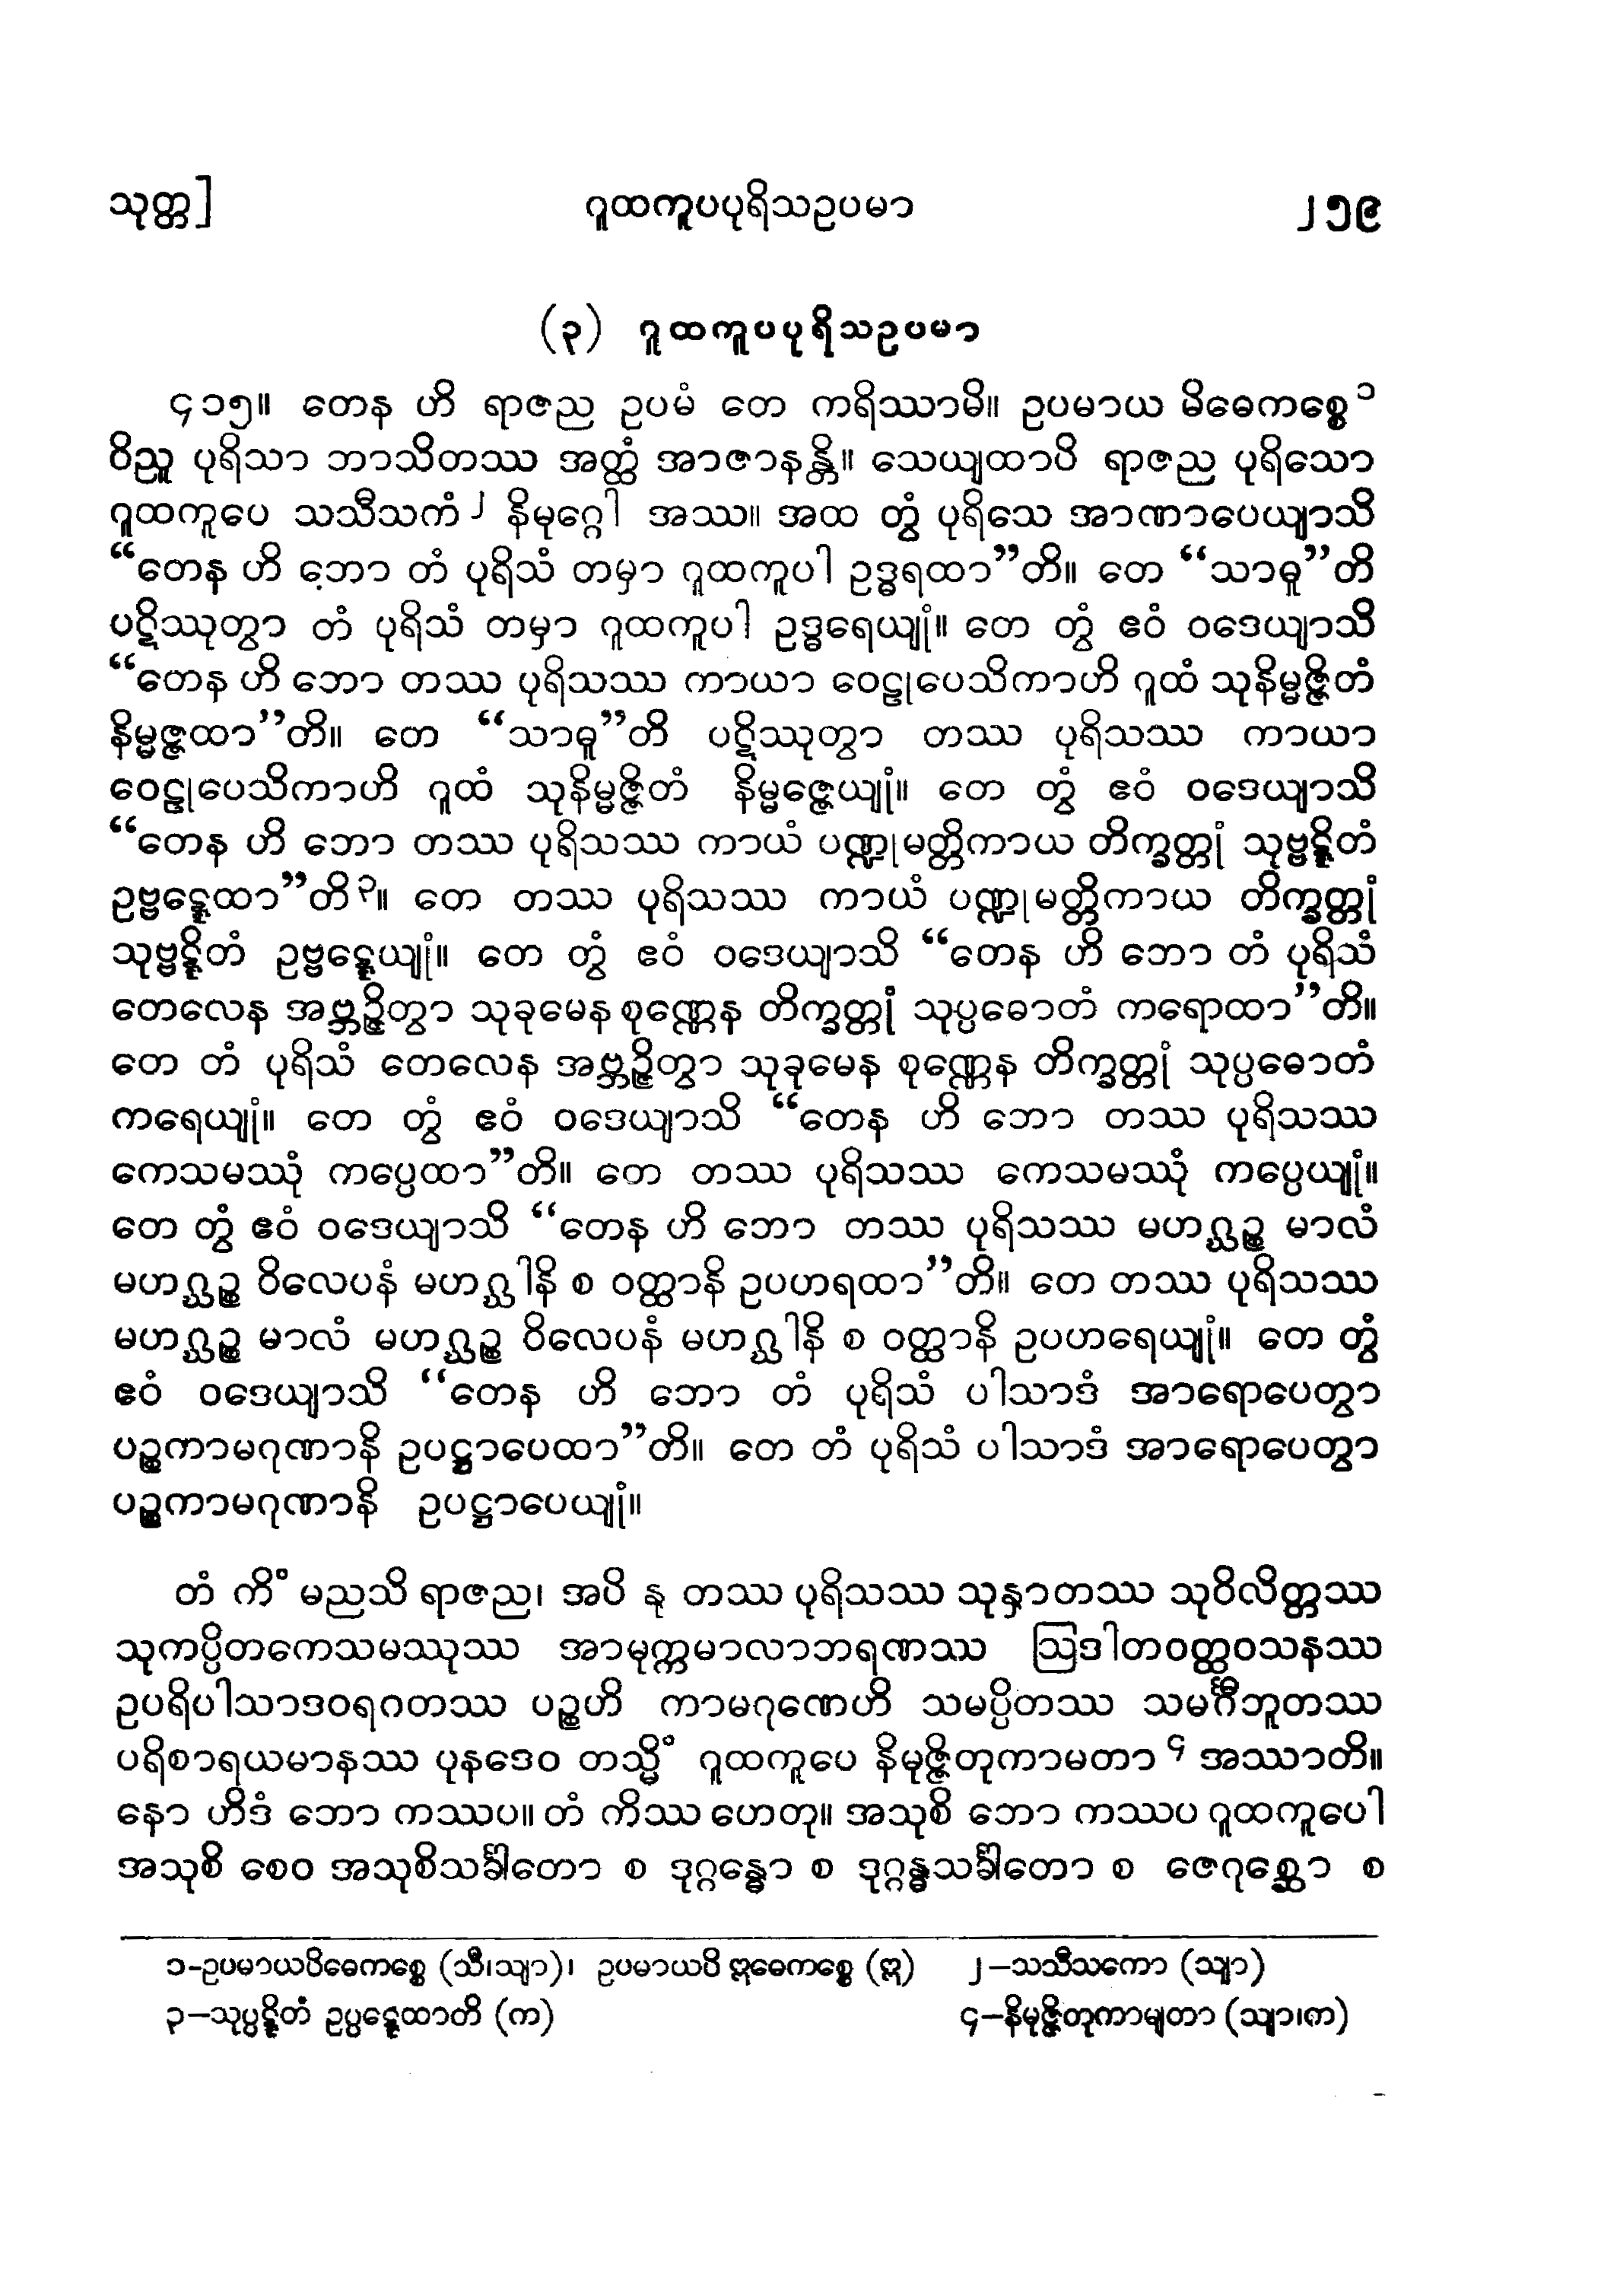 သုတ္တ] ဂူထကူပပုရိသဥပမာ ၂၅၉
(၃) ဂူထကူပပုရိသဥပမာ
၄၁၅။ တေန ဟိ ရာဇည ဥပမံ တေ ကရိဿာမိ။ ဥပမာယ မိဓေကစ္စေ၁
ဝိညူ ပုရိသာ ဘာသိတဿ အတ္ထံ အာဇာနန္တိ။ သေယျထာပိ ရာဇည ပုရိသော
ဂူထကူပေ သသီသကံ၂ နိမုဂ္ဂေါ အဿ။ အထ တွံ ပုရိသေ အာဏာပေယျာသိ
“တေန ဟိ ဘော တံ ပုရိသံ တမှာ ဂူထကူပါ ဥဒ္ဓရထာ”တိ။ တေ “သာဓူ”တိ
ပဋိဿုတွာ တံ ပုရိသံ တမှာ ဂူထကူပါ ဥဒ္ဓရေယျုံ။ တေ တွံ ဧဝံ ဝဒေယျာသိ
“တေန ဟိ ဘော တဿ ပုရိသဿ ကာယာ ဝေဠုပေသိကာဟိ ဂူထံ သုနိမ္မဇ္ဇိတံ
နိမ္မဇ္ဇထာ”တိ။ တေ “သာဓူ”တိ ပဋိဿုတွာ တဿ ပုရိသဿ ကာယာ
ဝေဠုပေသိကာဟိ ဂူထံ သုနိမ္မဇ္ဇိတံ နိမ္မဇ္ဇေယျုံ။ တေ တွံ ဧဝံ ဝဒေယျာသိ
“တေန ဟိ ဘော တဿ ပုရိသဿ ကာယံ ပဏ္ဍုမတ္တိကာယ တိက္ခတ္တုံ သုဗ္ဗဋ္ဋိတံ
ဥဗ္ဗဋ္ဋေထာ”တိ၃။ တေ တဿ ပုရိသဿ ကာယံ ပဏ္ဍုမတ္တိကာယ တိက္ခတ္တုံ
သုဗ္ဗဋ္ဋိတံ ဥဗ္ဗဋ္ဋေယျုံ။ တေ တွံ ဧဝံ ဝဒေယျာသိ “တေန ဟိ ဘော တံ ပုရိသံ
တေလေန အဗ္ဘဉ္ဇိတွာ သုခုမေန စုဏ္ဏေန တိက္ခတ္တုံ သုပ္ပဓောတံ ကရောထာ”တိ။
တေ တံ ပုရိသံ တေလေန အဗ္ဘဉ္ဇိတွာ သုခုမေန စုဏ္ဏေန တိက္ခတ္တုံ သုပ္ပဓောတံ
ကရေယျုံ။ တေ တွံ ဧဝံ ဝဒေယျာသိ “တေန ဟိ ဘော တဿ ပုရိသဿ
ကေသမဿုံ ကပ္ပေထာ”တိ။ တေ တဿ ပုရိသဿ ကေသမဿုံ ကပ္ပေယျုံ။
တေ တွံ ဧဝံ ဝဒေယျာသိ “တေန ဟိ ဘော တဿ ပုရိသဿ မဟဂ္ဃဉ္စ မာလံ
မဟဂ္ဃဉ္စ ဝိလေပနံ မဟဂ္ဃါနိ စ ဝတ္ထာနိ ဥပဟရထာ”တိ။ တေ တဿ ပုရိသဿ
မဟဂ္ဃဉ္စ မာလံ မဟဂ္ဃဉ္စ ဝိလေပနံ မဟဂ္ဃါနိ စ ဝတ္ထာနိ ဥပဟရေယျုံ။ တေ တွံ
ဧဝံ ဝဒေယျာသိ “တေန ဟိ ဘော တံ ပုရိသံ ပါသာဒံ အာရောပေတွာ
ပဉ္စကာမဂုဏာနိ ဥပဋ္ဌာပေထာ”တိ။ တေ တံ ပုရိသံ ပါသာဒံ အာရောပေတွာ
ပဉ္စကာမဂုဏာနိ ဥပဋ္ဌာပေယျုံ။
တံ ကိံ မညသိ ရာဇည၊ အပိ နု တဿ ပုရိသဿ သုနှာတဿ သုဝိလိတ္တဿ
သုကပ္ပိတကေသမဿုဿ အာမုက္ကမာလာဘရဏဿ ဩဒါတဝတ္ထဝသနဿ
ဥပရိပါသာဒဝရဂတဿ ပဉ္စဟိ ကာမဂုဏေဟိ သမပ္ပိတဿ သမင်္ဂီဘူတဿ
ပရိစာရယမာနဿ ပုနဒေဝ တသ္မိံ ဂူထကူပေ နိမုဇ္ဇိတုကာမတာ၄ အဿာတိ။
နော ဟိဒံ ဘော ကဿပ။ တံ ကိဿ ဟေတု။ အသုစိ ဘော ကဿပ ဂူထကူပေါ
အသုစိ စေဝ အသုစိသင်္ခါတော စ ဒုဂ္ဂန္ဓော စ ဒုဂ္ဂန္ဓသင်္ခါတော စ ဇေဂုစ္ဆော စ
၁-ဥပမာယပိဓေကစ္စေ (သီ၊သျာ)၊ ဥပမာယပိ ဣဓေကစ္စေ (ဣ) ၂-သသီသကော (သျာ)
၃-သုပ္ပဋ္ဋိတံ ဥပ္ပဋ္ဋေထာတိ (က) ၄-နိမုဇ္ဇိတုကာမျတာ (သျာ၊က)